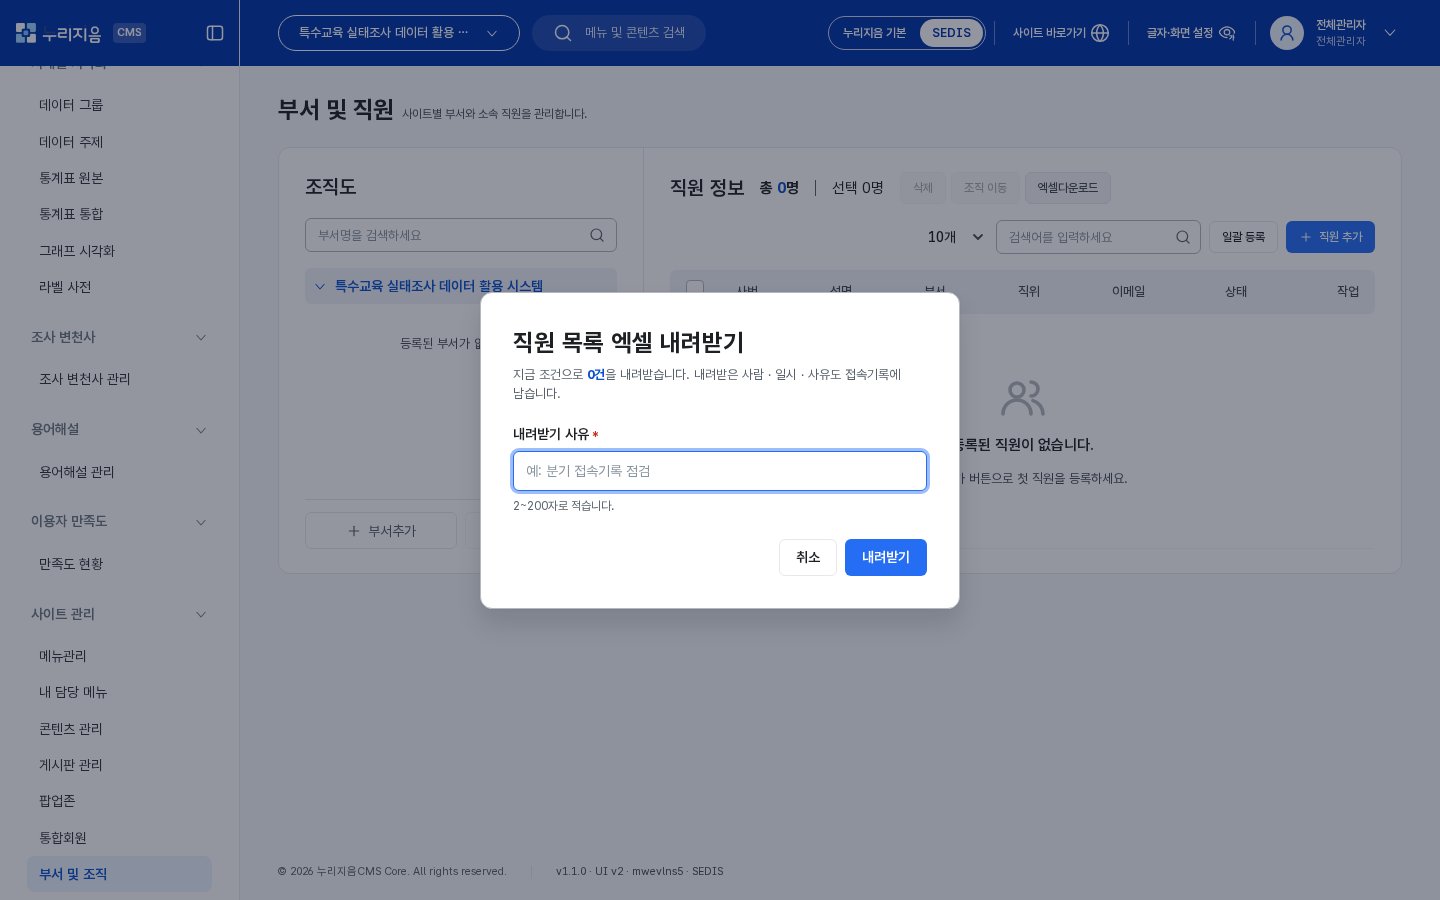 누리지음 CMS
특수교육 실태조사 데이터 활용 ···
메뉴 및 콘텐츠 검색
누리지음 기본
SEDIS
사이트 바로가기
글자·화면 설정
전체관리자
전체관리자
데이터 그룹
데이터 주제
통계표 원본
통계표 통합
그래프 시각화
라벨 사전
조사 변천사
조사 변천사 관리
용어해설
용어해설 관리
이용자 만족도
만족도 현황
사이트 관리
메뉴관리
내 담당 메뉴
콘텐츠 관리
게시판 관리
팝업존
통합회원
부서 및 조직
부서 및 직원 사이트별 부서와 소속 직원을 관리합니다.
조직도
부서명을 검색하세요
특수교육 실태조사 데이터 활용 시스템
등록된 부서가
부서추가
직원 정보 총 0명 선택 0명 삭제 조직 이동 엑셀다운로드
10개 검색어를 입력하세요 일괄 등록 직원 추가
직위 이메일 상태 작업
등록된 직원이 없습니다.
버튼으로 첫 직원을 등록하세요.
직원 목록 엑셀 내려받기
지금 조건으로 0건을 내려받습니다. 내려받은 사람 · 일시 · 사유도 접속기록에
남습니다.
내려받기 사유 *
예: 분기 접속기록 점검
2~200자로 적습니다.
취소 내려받기
© 2026 누리지음CMS Core. All rights reserved. v1.1.0 · UI v2 · mwevlns5 · SEDIS